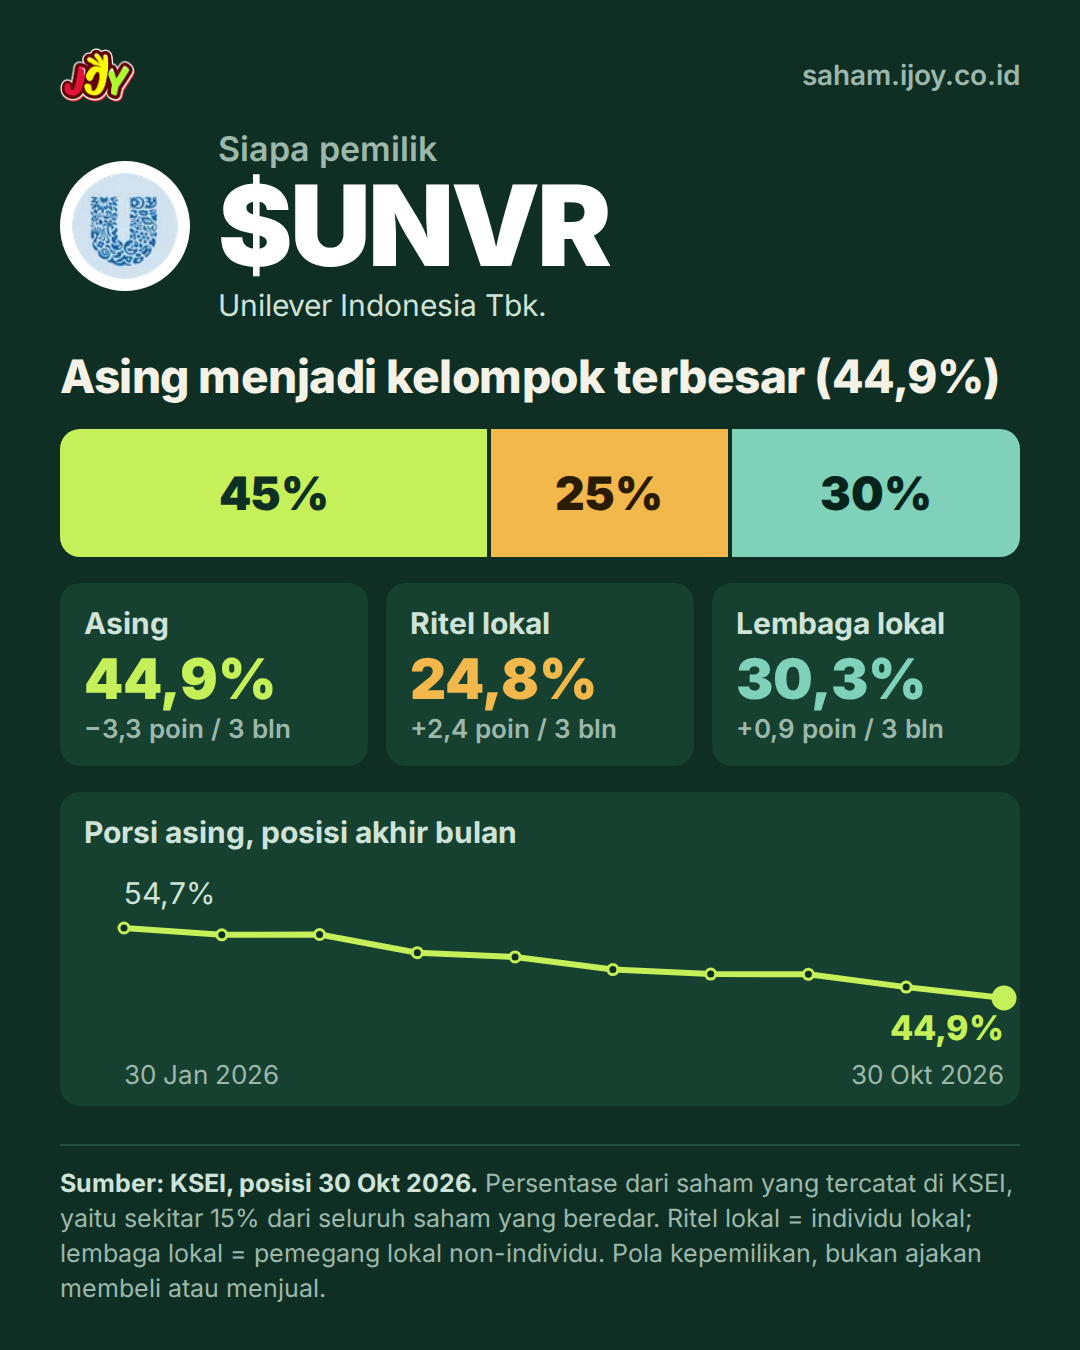 JOY
saham.ijoy.co.id
Siapa pemilik
$UNVR
Unilever Indonesia Tbk.
Asing menjadi kelompok terbesar (44,9%)
45% 25% 30%
Asing Ritel lokal Lembaga lokal
44,9% 24,8% 30,3%
−3,3 poin / 3 bln +2,4 poin / 3 bln +0,9 poin / 3 bln
Porsi asing, posisi akhir bulan
54,7%
44,9%
30 Jan 2026 30 Okt 2026
Sumber: KSEI, posisi 30 Okt 2026. Persentase dari saham yang tercatat di KSEI,
yaitu sekitar 15% dari seluruh saham yang beredar. Ritel lokal = individu lokal;
lembaga lokal = pemegang lokal non-individu. Pola kepemilikan, bukan ajakan
membeli atau menjual.